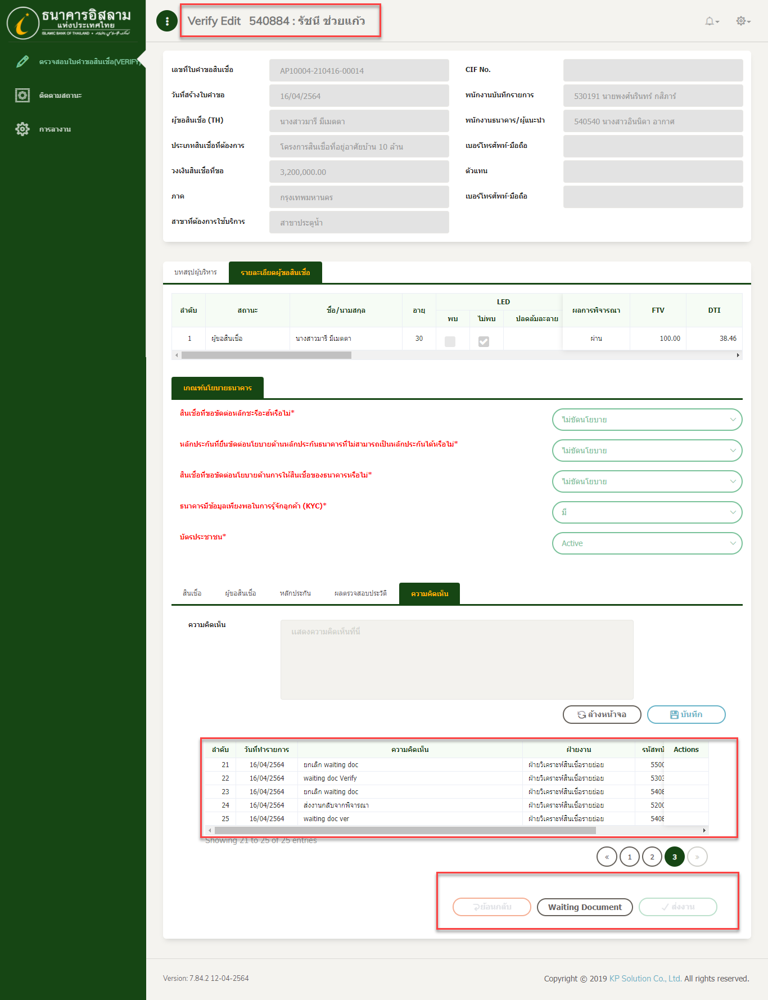 ธนาคารอิสลาม
แห่งประเทศไทย
ISLAMIC BANK OF THAILAND
ตรวจสอบใบคำขอสินเชื่อ(VERIFY)
ติดตามสถานะ
การลางาน
Verify Edit 540884 : รัชนี ช่วยแก้ว
เลขที่ใบคำขอสินเชื่อ AP10004-210416-00014 CIF No.
วันที่สร้างใบคำขอ 16/04/2564 พนักงานบันทึกรายการ 530191 นายพงศ์นรินทร์ กสิภาร์
ผู้ขอสินเชื่อ (TH) นางสาวมารี มีเมตตา พนักงานธนาคาร/ผู้แนะนำ 540540 นางสาวอินนิตา อากาศ
ประเภทสินเชื่อที่ต้องการ โครงการสินเชื่อที่อยู่อาศัยบ้าน 10 ล้าน เบอร์โทรศัพท์-มือถือ
วงเงินสินเชื่อที่ขอ 3,200,000.00 ตัวแทน
ภาค กรุงเทพมหานคร เบอร์โทรศัพท์-มือถือ
สาขาที่ต้องการใช้บริการ สาขาประตูน้ำ
บทสรุปผู้บริหาร รายละเอียดผู้ขอสินเชื่อ
ลำดับ สถานะ ชื่อ/นามสกุล อายุ LED ผลการพิจารณา FTV DTI
พบ ไม่พบ ปลดล้มละลาย
1 ผู้ขอสินเชื่อ นางสาวมารี มีเมตตา 30 ผ่าน 100.00 38.46
เกณฑ์นโยบายธนาคาร
สินเชื่อที่ขอขัดต่อหลักชะรีอะฮ์หรือไม่* ไม่ขัดนโยบาย
หลักประกันที่ยื่นขัดต่อนโยบายด้านหลักประกันธนาคารที่ไม่สามารถเป็นหลักประกันได้หรือไม่* ไม่ขัดนโยบาย
สินเชื่อที่ขอขัดต่อนโยบายด้านการให้สินเชื่อของธนาคารหรือไม่* ไม่ขัดนโยบาย
ธนาคารมีข้อมูลเพียงพอในการรู้จักลูกค้า (KYC)* มี
บัตรประชาชน* Active
สินเชื่อ ผู้ขอสินเชื่อ หลักประกัน ผลตรวจสอบประวัติ ความคิดเห็น
ความคิดเห็น แสดงความคิดเห็นที่นี่
ล้างหน้าจอ บันทึก
ลำดับ วันที่ทำรายการ ความคิดเห็น ฝ่ายงาน รหัสพนั Actions
21 16/04/2564 ยกเลิก waiting doc ฝ่ายวิเคราะห์สินเชื่อรายย่อย 5500
22 16/04/2564 waiting doc Verify ฝ่ายวิเคราะห์สินเชื่อรายย่อย 5303
23 16/04/2564 ยกเลิก waiting doc ฝ่ายวิเคราะห์สินเชื่อรายย่อย 5408
24 16/04/2564 ส่งงานกลับจากพิจารณา ฝ่ายวิเคราะห์สินเชื่อรายย่อย 5200
25 16/04/2564 waiting doc ver ฝ่ายวิเคราะห์สินเชื่อรายย่อย 5408
Showing 21 to 25 of 25 entries
« 1 2 3 »
ย้อนกลับ Waiting Document ส่งงาน
Version: 7.84.2 12-04-2564 Copyright © 2019 KP Solution Co., Ltd. All rights reserved.